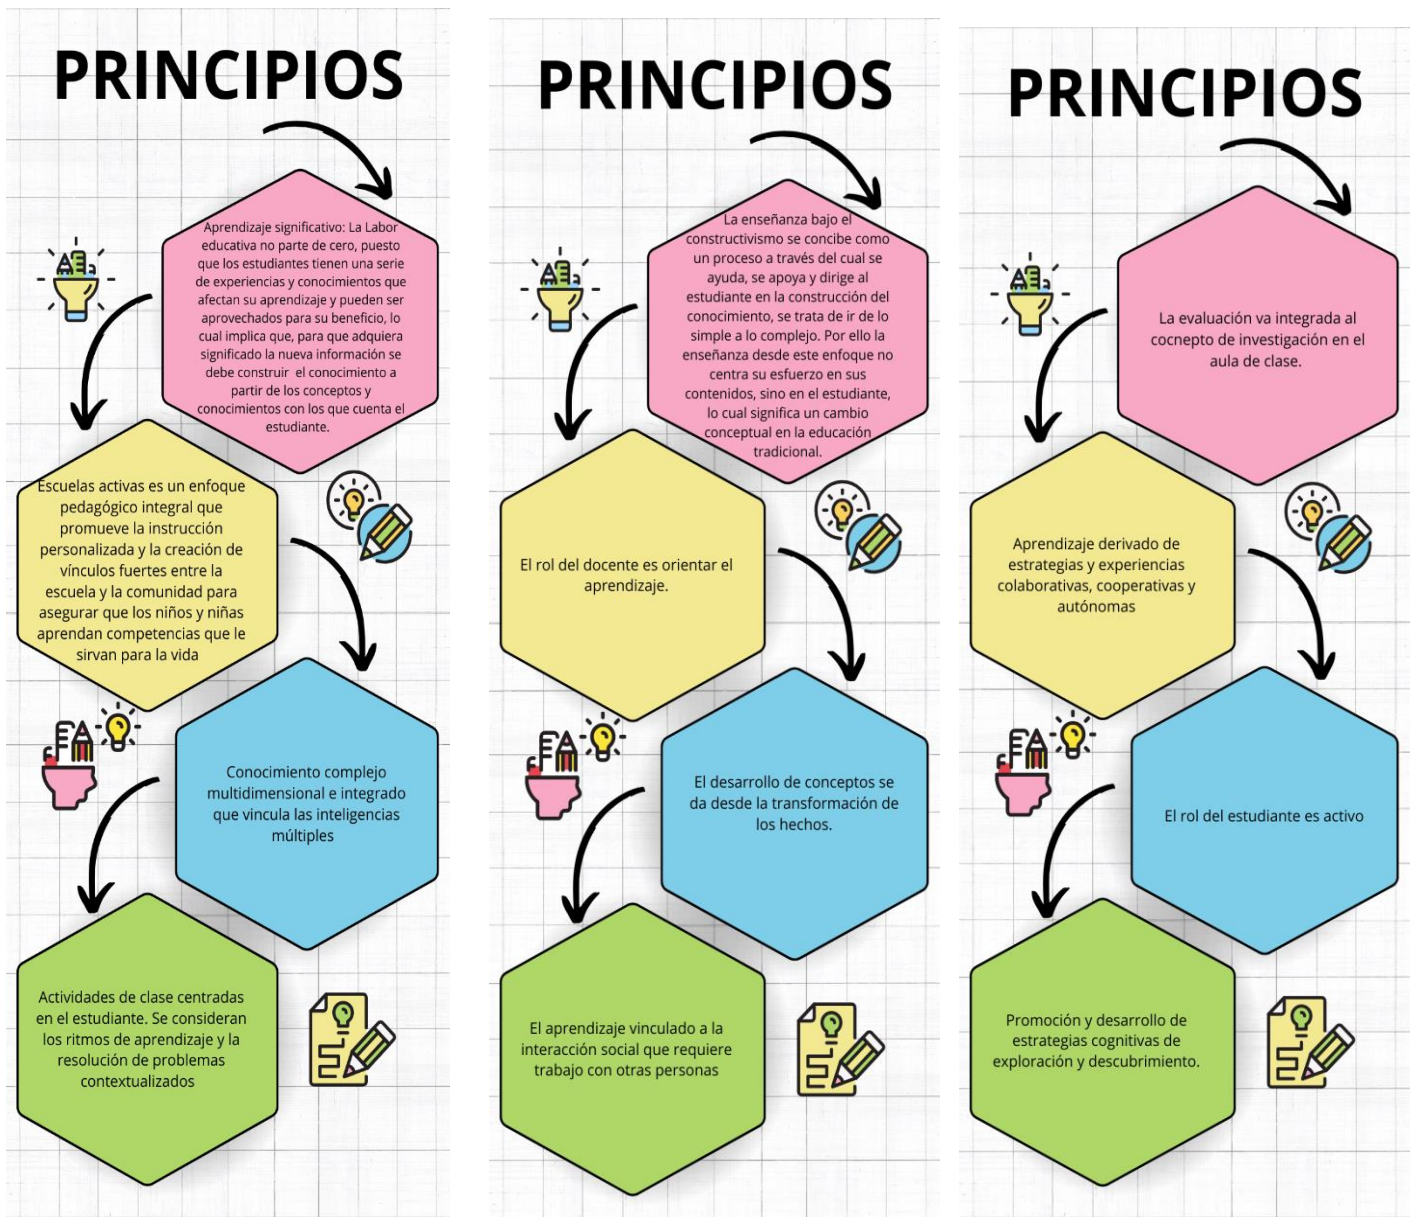 PRINCIPIOS
Aprendizaje significativo: La Labor
educativa no parte de cero, puesto
que los estudiantes tienen una serie
de experiencias y conocimientos que
afectan su aprendizaje y pueden ser
aprovechados para su beneficio, lo
cual implica que, para que adquiera
significado la nueva información se
debe construir el conocimiento a
partir de los conceptos y
conocimientos con los que cuenta el
estudiante.
Escuelas activas es un enfoque
pedagógico integral que
promueve la instrucción
personalizada y la creación de
vínculos fuertes entre la
escuela y la comunidad para
asegurar que los niños y niñas
aprendan competencias que le
sirvan para la vida
Conocimiento complejo
multidimensional e integrado
que vincula las inteligencias
múltiples
Actividades de clase centradas
en el estudiante. Se consideran
los ritmos de aprendizaje y la
resolución de problemas
contextualizados
PRINCIPIOS
La enseñanza bajo el
constructivismo se concibe como
un proceso a través del cual se
ayuda, se apoya y dirige al
estudiante en la construcción del
conocimiento, se trata de ir de lo
simple a lo complejo. Por ello la
enseñanza desde este enfoque no
centra su esfuerzo en sus
contenidos, sino en el estudiante,
lo cual significa un cambio
conceptual en la educación
tradicional.
El rol del docente es orientar el
aprendizaje.
El desarrollo de conceptos se
da desde la transformación de
los hechos.
El aprendizaje vinculado a la
interacción social que requiere
trabajo con otras personas
PRINCIPIOS
La evaluación va integrada al
cocnepto de investigación en el
aula de clase.
Aprendizaje derivado de
estrategias y experiencias
colaborativas, cooperativas y
autónomas
El rol del estudiante es activo
Promoción y desarrollo de
estrategias cognitivas de
exploración y descubrimiento.